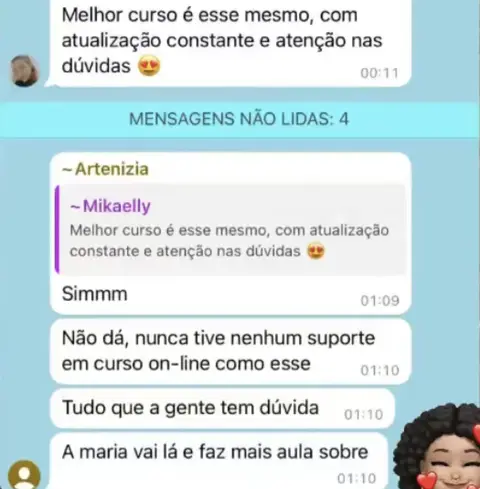 Melhor curso é esse mesmo, com
atualização constante e atenção nas
dúvidas 😍
00:11
MENSAGENS NÃO LIDAS: 4
~Artenizia
~Mikaelly
Melhor curso é esse mesmo, com atualização
constante e atenção nas dúvidas 😍
Simmm
01:09
Não dá, nunca tive nenhum suporte
em curso on-line como esse
01:10
Tudo que a gente tem dúvida
01:10
A maria vai lá e faz mais aula sobre
01:10